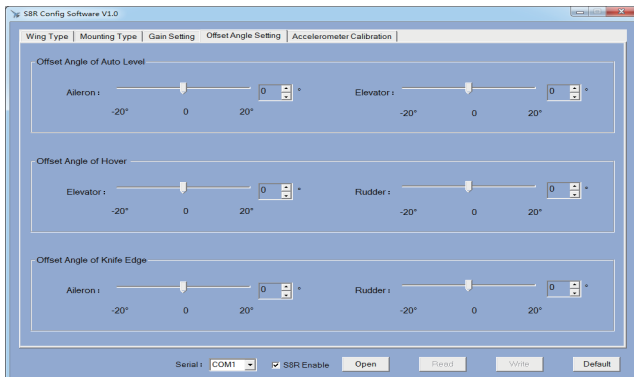 S8R Config Software V1.0
Wing Type Mounting Type Gain Setting Offset Angle Setting Accelerometer Calibration
Offset Angle of Auto Level
Aileron : 0 ° Elevator : 0 °
-20° 0 20° -20° 0 20°
Offset Angle of Hover
Elevator : 0 ° Rudder : 0 °
-20° 0 20° -20° 0 20°
Offset Angle of Knife Edge
Aileron : 0 ° Rudder : 0 °
-20° 0 20° -20° 0 20°
Serial : COM1 S8R Enable Open Read Write Default